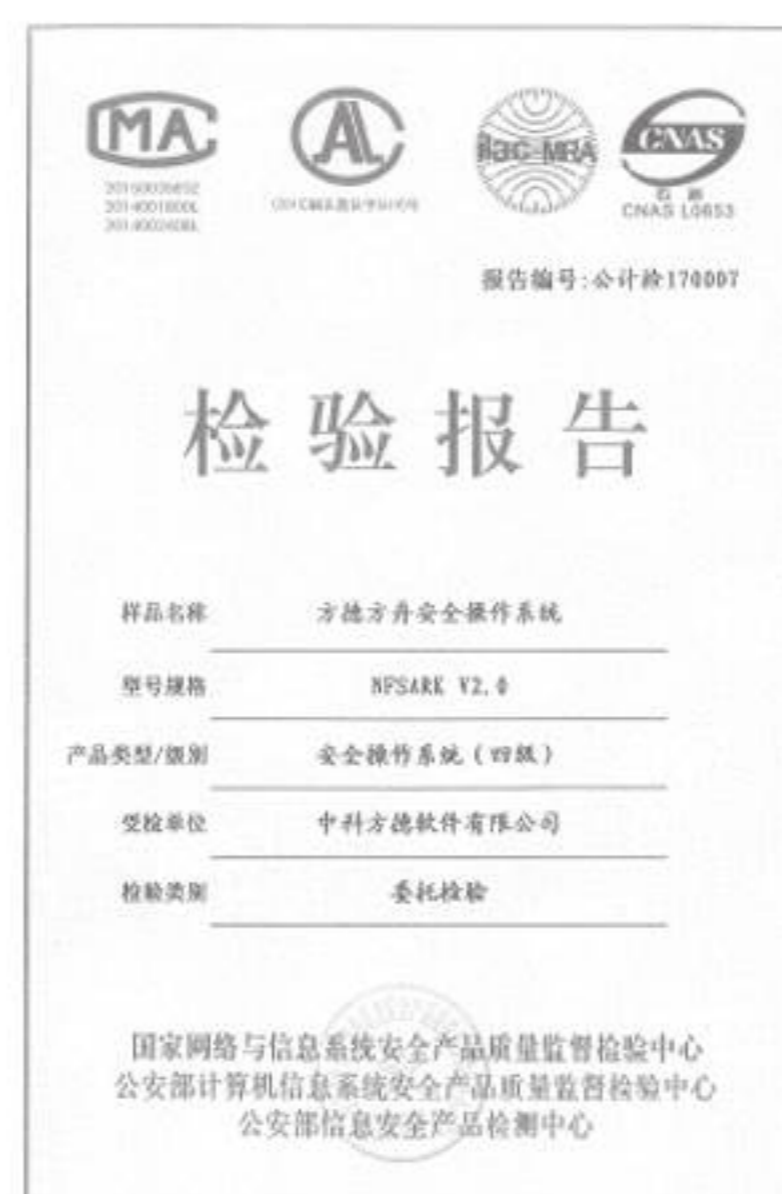 MA
AL
ilac-MRA
CNAS
CNAS L0653
报告编号:公计检170007
检验报告
样品名称 方德方舟安全操作系统
型号规格 NFSARK V2.0
产品类型/级别 安全操作系统(四级)
受检单位 中科方德软件有限公司
检验类别 委托检验
国家网络与信息系统安全产品质量监督检验中心
公安部计算机信息系统安全产品质量监督检验中心
公安部信息安全产品检测中心